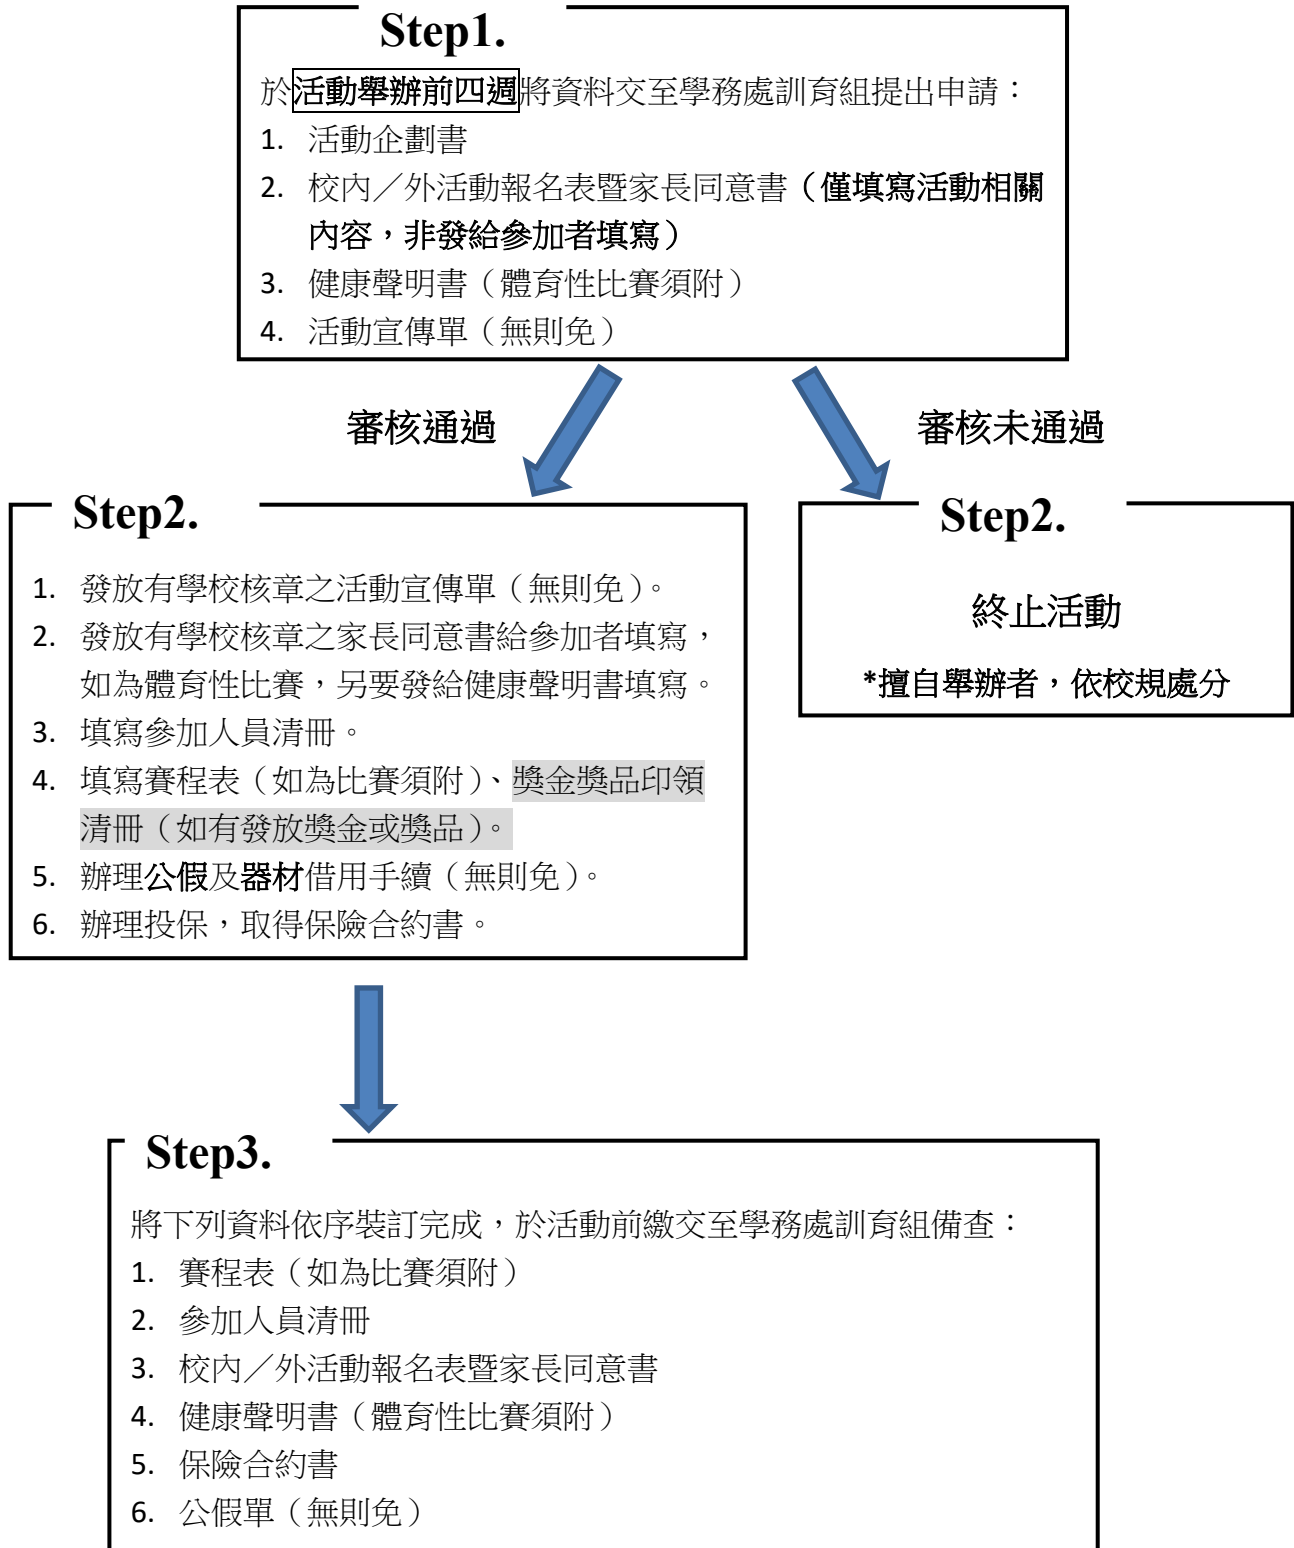 Step1.
於活動舉辦前四週將資料交至學務處訓育組提出申請：
1. 活動企劃書
2. 校內／外活動報名表暨家長同意書（僅填寫活動相關
內容，非發給參加者填寫）
3. 健康聲明書（體育性比賽須附）
4. 活動宣傳單（無則免）
審核通過
審核未通過
Step2.
1. 發放有學校核章之活動宣傳單（無則免）。
2. 發放有學校核章之家長同意書給參加者填寫，
如為體育性比賽，另要發給健康聲明書填寫。
3. 填寫參加人員清冊。
4. 填寫賽程表（如為比賽須附）、獎金獎品印領
清冊（如有發放獎金或獎品）。
5. 辦理公假及器材借用手續（無則免）。
6. 辦理投保，取得保險合約書。
Step2.
終止活動
*擅自舉辦者，依校規處分
Step3.
將下列資料依序裝訂完成，於活動前繳交至學務處訓育組備查：
1. 賽程表（如為比賽須附）
2. 參加人員清冊
3. 校內／外活動報名表暨家長同意書
4. 健康聲明書（體育性比賽須附）
5. 保險合約書
6. 公假單（無則免）